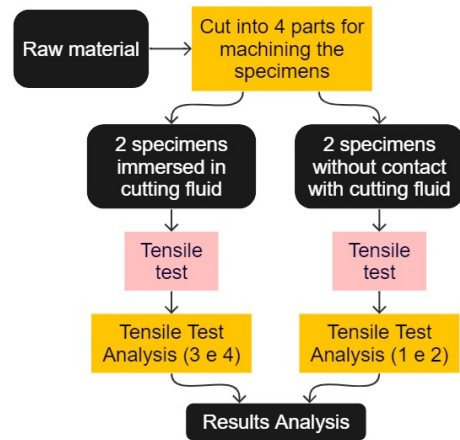 Raw material
Cut into 4 parts for
machining the
specimens
2 specimens
immersed in
cutting fluid
2 specimens
without contact
with cutting fluid
Tensile
test
Tensile
test
Tensile Test
Analysis (3 e 4)
Tensile Test
Analysis (1 e 2)
Results Analysis